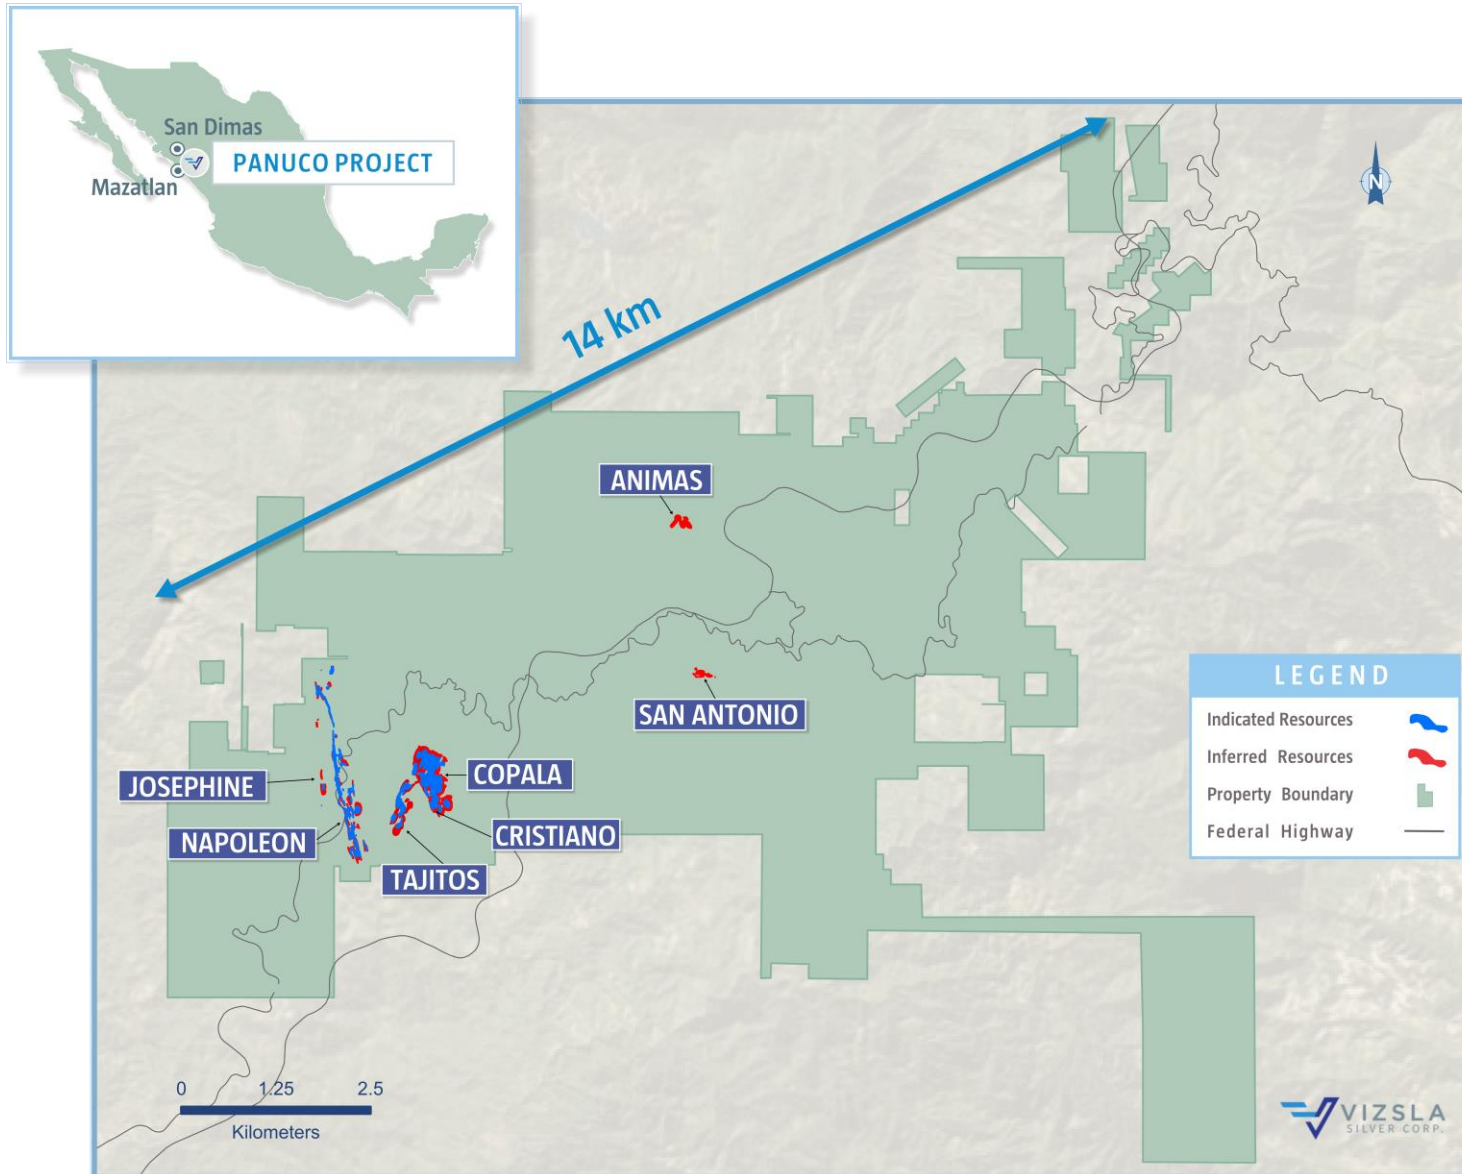 San Dimas
PANUCO PROJECT
Mazatlan
N
14 km
ANIMAS
SAN ANTONIO
JOSEPHINE
COPALA
NAPOLEON
CRISTIANO
TAJITOS
LEGEND
Indicated Resources
Inferred Resources
Property Boundary
Federal Highway
0 1.25 2.5
Kilometers
VIZSLA
SILVER CORP.